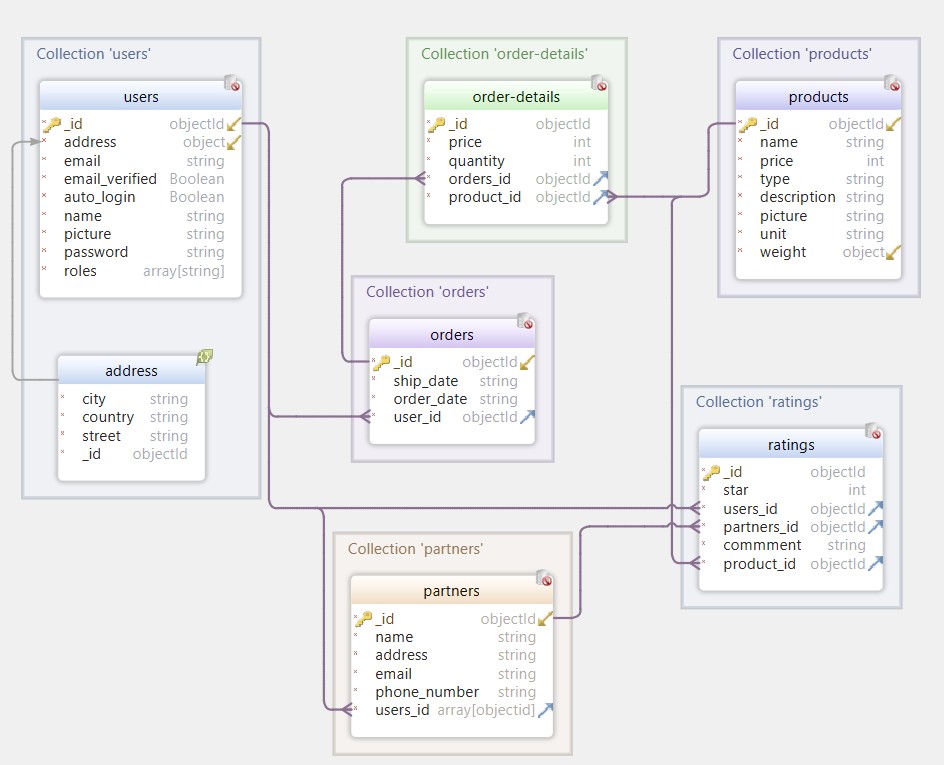 Collection 'users'
users
_id objectId
address object
email string
email_verified Boolean
auto_login Boolean
name string
picture string
password string
roles array[string]
address
city string
country string
street string
_id objectId
Collection 'order-details'
order-details
_id objectId
price int
quantity int
orders_id objectId
product_id objectId
Collection 'products'
products
_id objectId
name string
price int
type string
description string
picture string
unit string
weight object
Collection 'orders'
orders
_id objectId
ship_date string
order_date string
user_id objectId
Collection 'ratings'
ratings
_id objectId
star int
users_id objectId
partners_id objectId
commment string
product_id objectId
Collection 'partners'
partners
_id objectId
name string
address string
email string
phone_number string
users_id array[objectid]